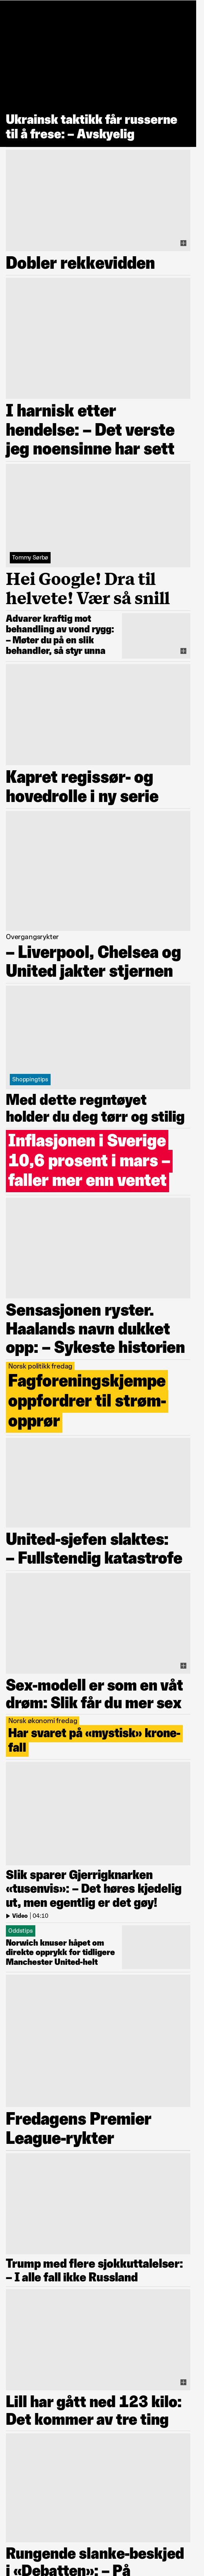 Ukrainsk taktikk får russerne
til å frese: – Avskyelig
Dobler rekkevidden
I harnisk etter
hendelse: – Det verste
jeg noensinne har sett
Tommy Sørbø
Hei Google! Dra til
helvete! Vær så snill
Advarer kraftig mot
behandling av vond rygg:
– Møter du på en slik
behandler, så styr unna
Kapret regissør- og
hovedrolle i ny serie
Overgangsrykter
– Liverpool, Chelsea og
United jakter stjernen
Shoppingtips
Med dette regntøyet
holder du deg tørr og stilig
Inflasjonen i Sverige
10,6 prosent i mars –
faller mer enn ventet
Sensasjonen ryster.
Haalands navn dukket
opp: – Sykeste historien
Norsk politikk fredag
Fagforeningskjempe
oppfordrer til strøm-
opprør
United-sjefen slaktes:
– Fullstendig katastrofe
Sex-modell er som en våt
drøm: Slik får du mer sex
Norsk økonomi fredag
Har svaret på «mystisk» krone-
fall
Slik sparer Gjerrigknarken
«tusenvis»: – Det høres kjedelig
ut, men egentlig er det gøy!
Video | 04:10
Oddstips
Norwich knuser håpet om
direkte opprykk for tidligere
Manchester United-helt
Fredagens Premier
League-rykter
Trump med flere sjokkuttalelser:
– I alle fall ikke Russland
Lill har gått ned 123 kilo:
Det kommer av tre ting
Rungende slanke-beskjed
i «Debatten»: – På